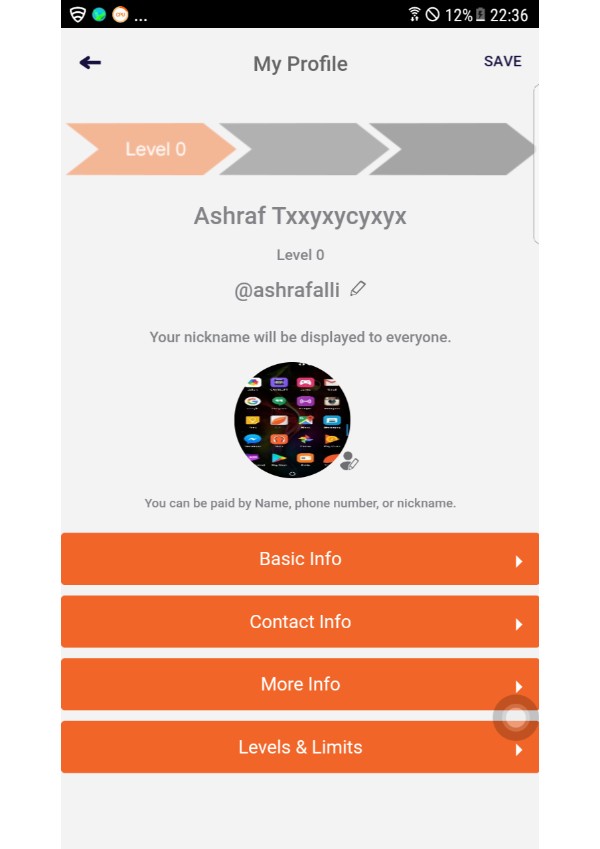 CPU ... 12% 22:36
My Profile SAVE
Level 0
Ashraf Txxyxycyxyx
Level 0
@ashrafalli
Your nickname will be displayed to everyone.
You can be paid by Name, phone number, or nickname.
Basic Info
Contact Info
More Info
Levels & Limits